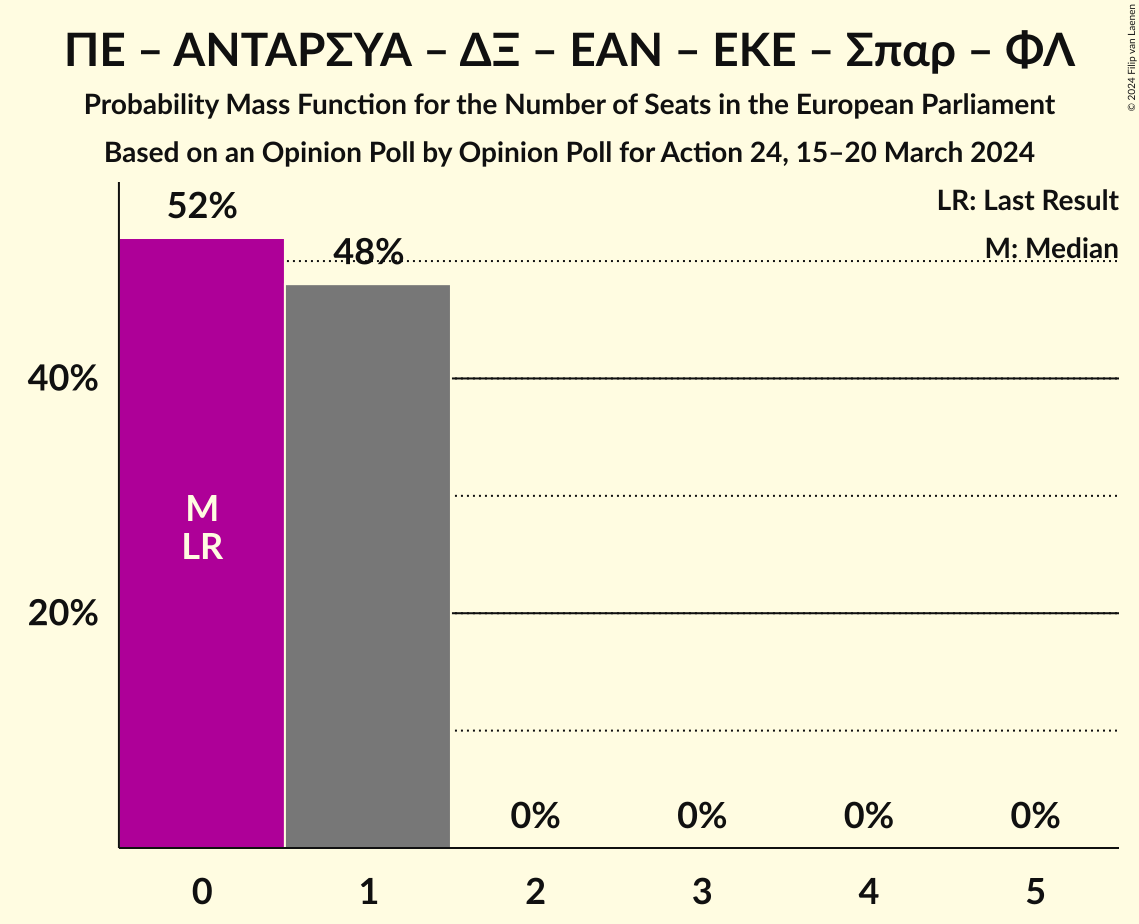 ΠΕ – ΑΝΤΑΡΣΥΑ – ΔΞ – ΕΑΝ – ΕΚΕ – Σπαρ – ΦΛ
Probability Mass Function for the Number of Seats in the European Parliament
Based on an Opinion Poll by Opinion Poll for Action 24, 15–20 March 2024
© 2024 Filip van Laenen
LR: Last Result
M: Median
52%
48%
40%
20%
M
LR
0%
0%
0%
0%
0
1
2
3
4
5